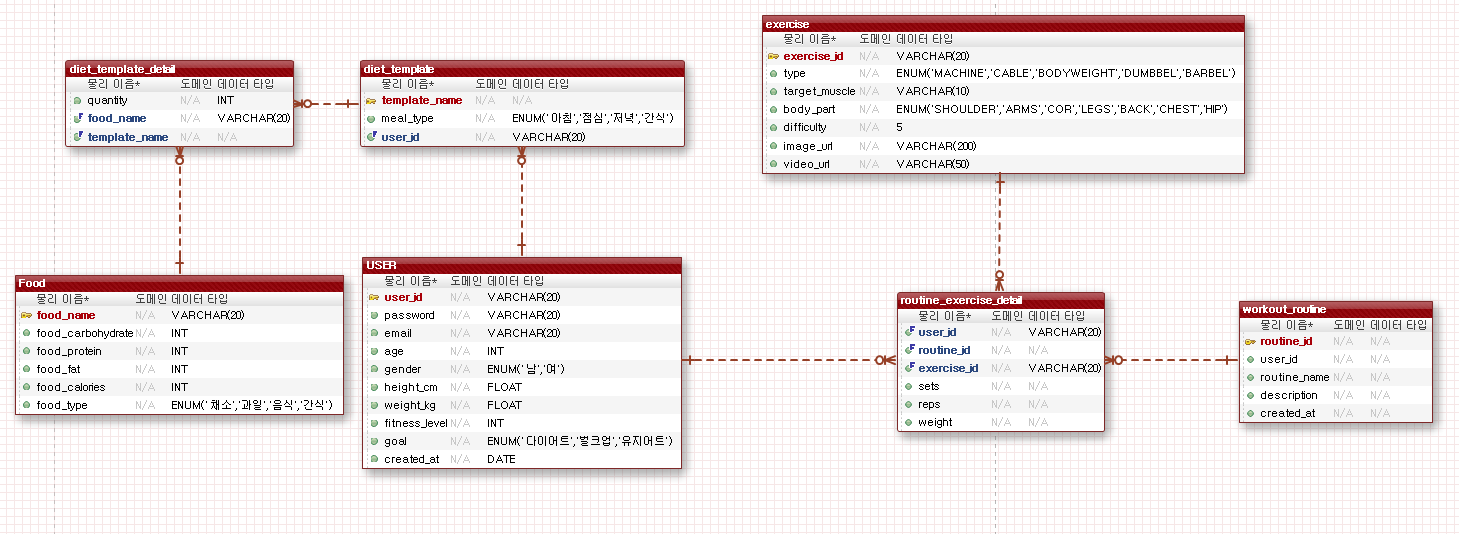 diet_template_detail
물리 이름* 도메인 데이터 타입
quantity N/A INT
food_name N/A VARCHAR(20)
template_name N/A N/A
diet_template
물리 이름* 도메인 데이터 타입
template_name N/A N/A
meal_type N/A ENUM('아침','점심','저녁','간식')
user_id N/A VARCHAR(20)
exercise
물리 이름* 도메인 데이터 타입
exercise_id N/A VARCHAR(20)
type N/A ENUM('MACHINE','CABLE','BODYWEIGHT','DUMBBEL','BARBEL')
target_muscle N/A VARCHAR(10)
body_part N/A ENUM('SHOULDER','ARMS','COR','LEGS','BACK','CHEST','HIP')
difficulty N/A 5
image_url N/A VARCHAR(200)
video_url N/A VARCHAR(50)
Food
물리 이름* 도메인 데이터 타입
food_name N/A VARCHAR(20)
food_carbohydrate N/A INT
food_protein N/A INT
food_fat N/A INT
food_calories N/A INT
food_type N/A ENUM('채소','과일','음식','간식')
USER
물리 이름* 도메인 데이터 타입
user_id N/A VARCHAR(20)
password N/A VARCHAR(20)
email N/A VARCHAR(20)
age N/A INT
gender N/A ENUM('남','여')
height_cm N/A FLOAT
weight_kg N/A FLOAT
fitness_level N/A INT
goal N/A ENUM('다이어트','벌크업','유지어트')
created_at N/A DATE
routine_exercise_detail
물리 이름* 도메인 데이터 타입
user_id N/A VARCHAR(20)
routine_id N/A N/A
exercise_id N/A VARCHAR(20)
sets N/A N/A
reps N/A N/A
weight N/A N/A
workout_routine
물리 이름* 도메인 데이터 타입
routine_id N/A N/A
user_id N/A N/A
routine_name N/A N/A
description N/A N/A
created_at N/A N/A